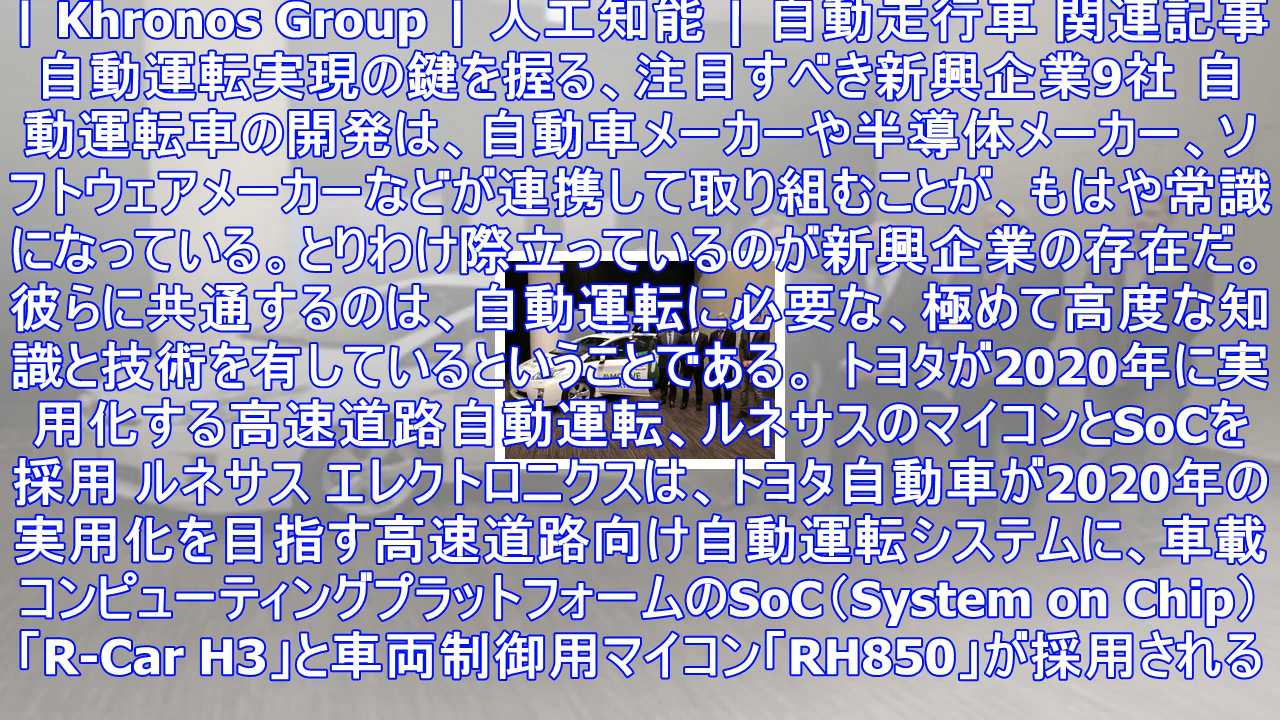 | Khronos Group | 人工知能 | 自動走行車 関連記事
自動運転実現の鍵を握る、注目すべき新興企業9社 自
動運転車の開発は、自動車メーカーや半導体メーカー、ソ
フトウェアメーカーなどが連携して取り組むことが、もはや常識
になっている。とりわけ際立っているのが新興企業の存在だ。
彼らに共通するのは、自動運転に必要な、極めて高度な知
識と技術を有しているということである。 トヨタが2020年に実
用化する高速道路自動運転、ルネサスのマイコンとSoCを
採用 ルネサス エレクトロニクスは、トヨタ自動車が2020年の
実用化を目指す高速道路向け自動運転システムに、車載
コンピューティングプラットフォームのSoC（System on Chip）
「R-Car H3」と車両制御用マイコン「RH850」が採用される